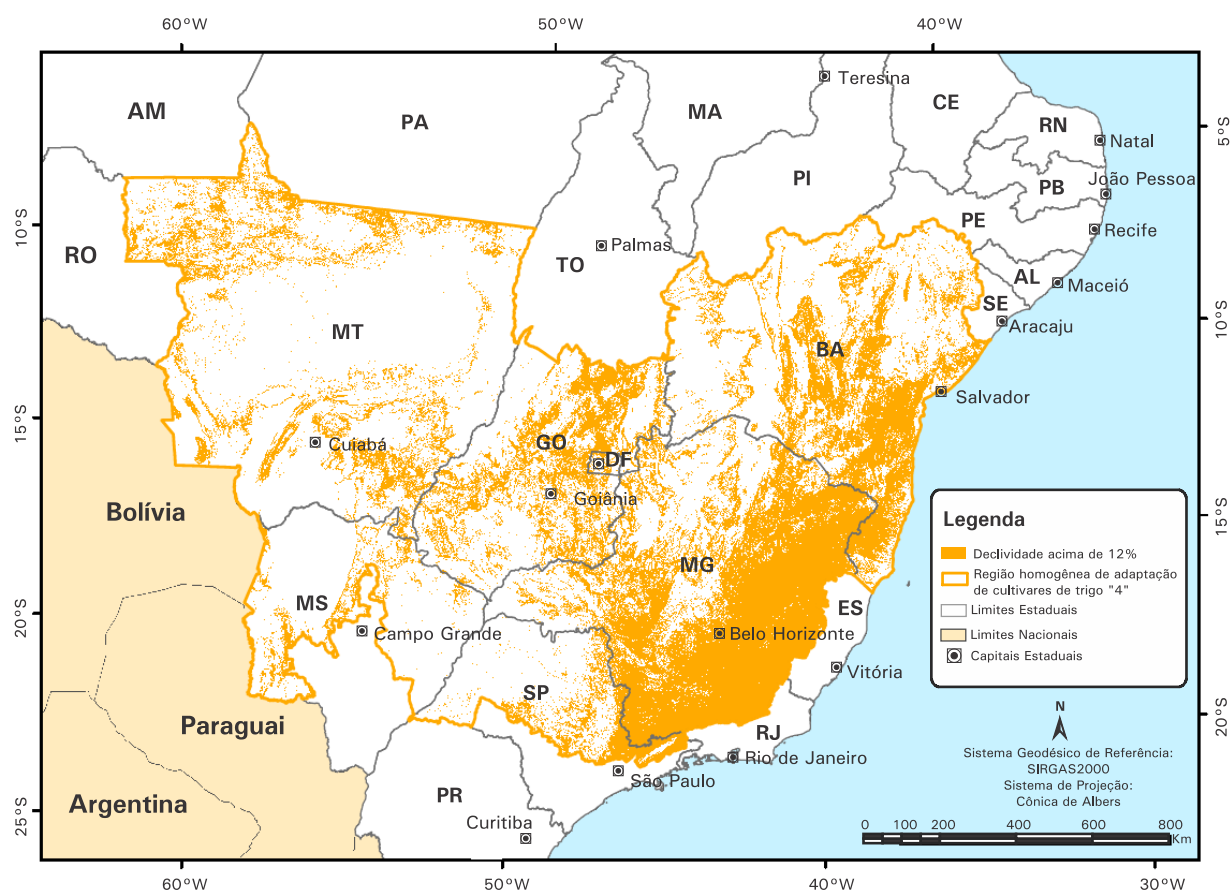 60°W
50°W
40°W
Teresina
AM
PA
MA
CE
RN
Natal
5°S
PI
PB
João Pessoa
PE
Recife
10°S
RO
TO
Palmas
AL
Maceió
SE
Aracaju
10°S
MT
BA
Salvador
15°S
Cuiabá
GO
DF
Goiânia
Bolívia
15°S
Legenda
Declividade acima de 12%
Região homogênea de adaptação
de cultivares de trigo "4"
Limites Estaduais
Limites Nacionais
Capitais Estaduais
MG
MS
ES
20°S
Campo Grande
Belo Horizonte
Vitória
SP
Paraguai
RJ
20°S
N
Rio de Janeiro
São Paulo
Sistema Geodésico de Referência:
SIRGAS2000
Sistema de Projeção:
Cônica de Albers
Argentina
PR
Curitiba
25°S
0 100 200 400 600 800
Km
60°W
50°W
40°W
30°W